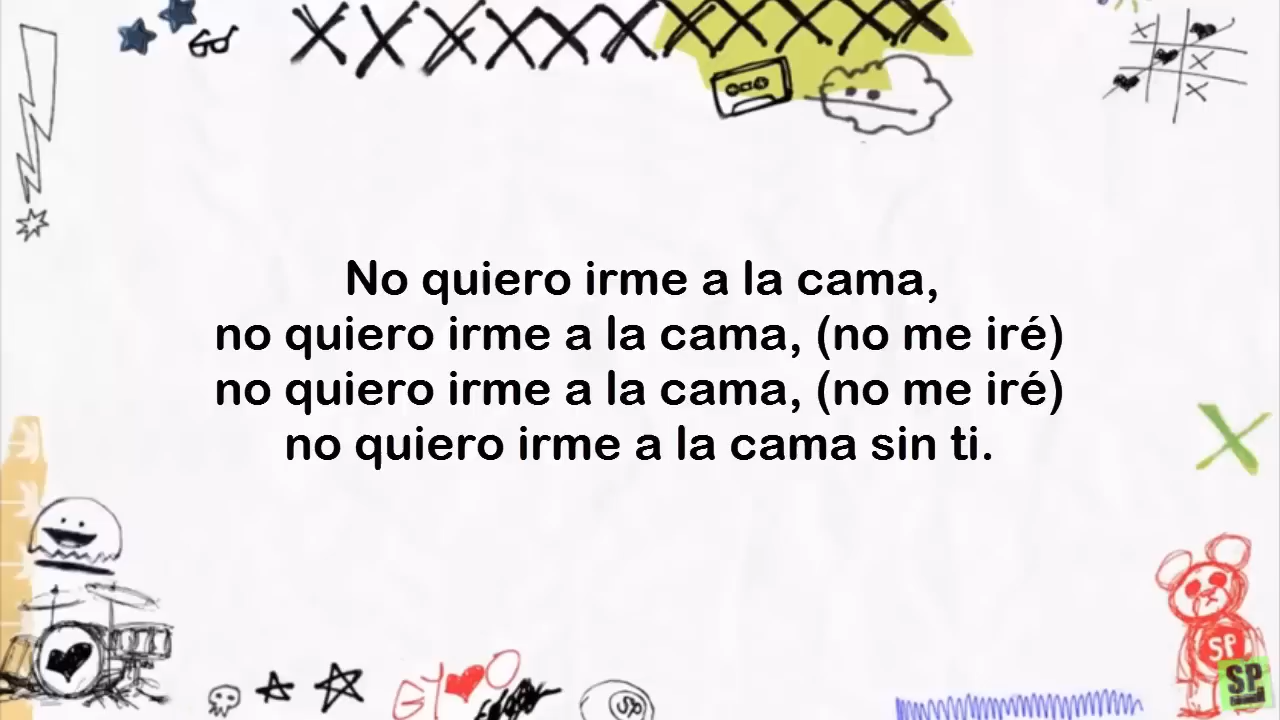 No quiero irme a la cama,
no quiero irme a la cama, (no me iré)
no quiero irme a la cama, (no me iré)
no quiero irme a la cama sin ti.
SP
SP